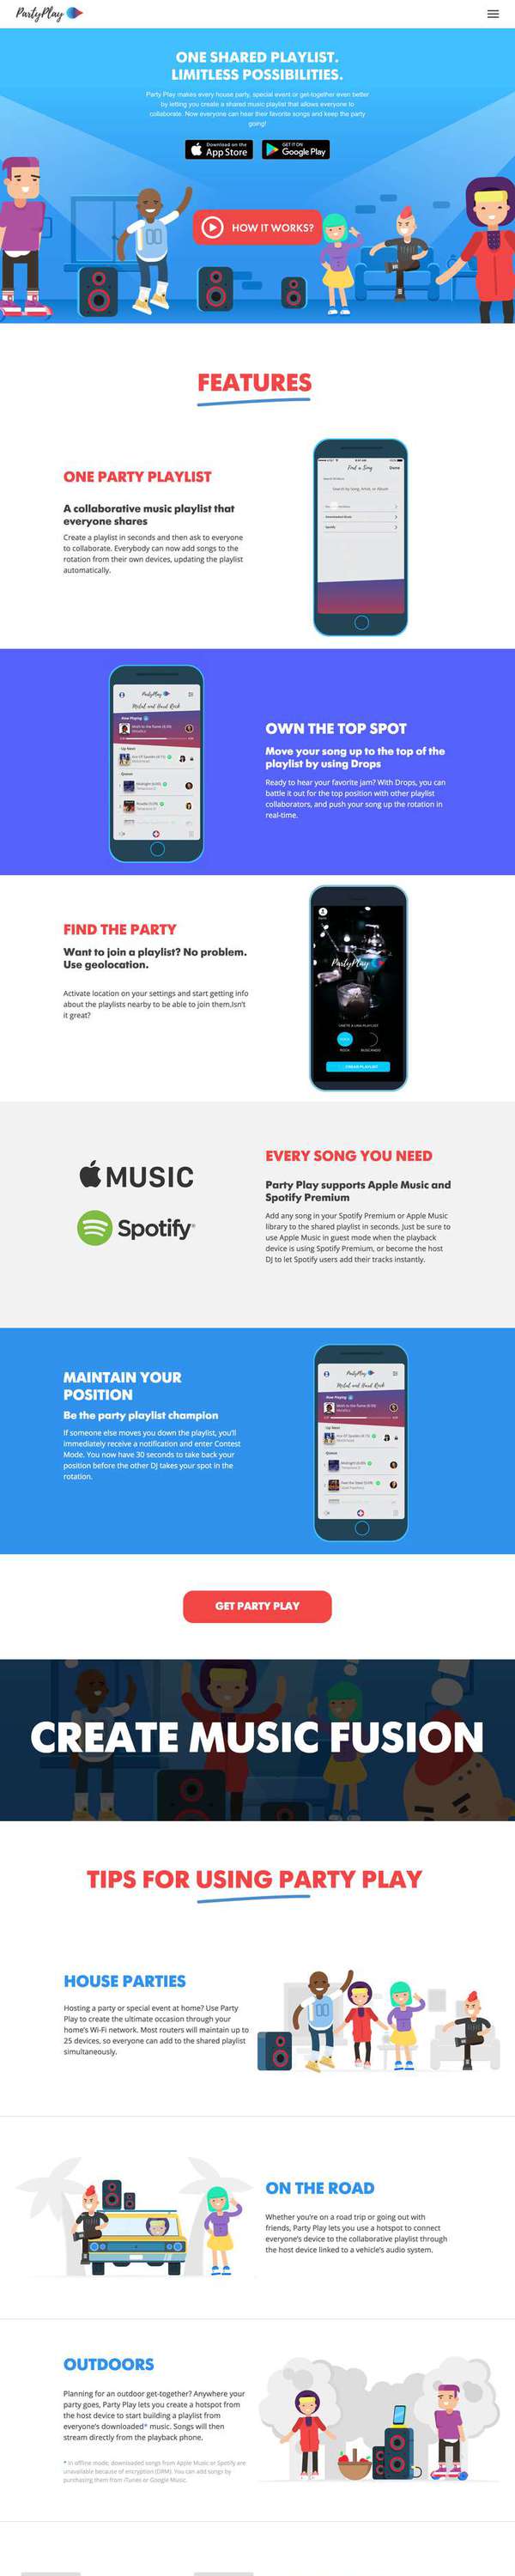 PartyPlay
ONE SHARED PLAYLIST.
LIMITLESS POSSIBILITIES.
Party Play makes every house party, special event or get-together even better
by letting you create a shared music playlist that allows everyone to
collaborate. Now everyone can hear their favorite songs and keep the party
going!
Download on the
App Store
GET IT ON
Google Play
HOW IT WORKS?
FEATURES
ONE PARTY PLAYLIST
A collaborative music playlist that
everyone shares
Create a playlist in seconds and then ask to everyone
to collaborate. Everybody can now add songs to the
rotation from their own devices, updating the playlist
automatically.
Find a Song
Done
Search by Song, Artist, or Album
Spotify
PartyPlay
Metal and Hard Rock
Now Playing
Up Next
Queue
OWN THE TOP SPOT
Move your song up to the top of the
playlist by using Drops
Ready to hear your favorite jam? With Drops, you can
battle it out for the top position with other playlist
collaborators, and push your song up the rotation in
real-time.
FIND THE PARTY
Want to join a playlist? No problem.
Use geolocation.
Activate location on your settings and start getting info
about the playlists nearby to be able to join them.Isn't
it great?
PartyPlay
CREATE PLAYLIST
MUSIC
Spotify
EVERY SONG YOU NEED
Party Play supports Apple Music and
Spotify Premium
Add any song in your Spotify Premium or Apple Music
library to the shared playlist in seconds. Just be sure to
use Apple Music in guest mode when the playback
device is using Spotify Premium, or become the host
DJ to let Spotify users add their tracks instantly.
MAINTAIN YOUR
POSITION
Be the party playlist champion
If someone else moves you down the playlist, you'll
immediately receive a notification and enter Contest
Mode. You now have 30 seconds to take back your
position before the other DJ takes your spot in the
rotation.
PartyPlay
Metal and Hard Rock
Now Playing
Up Next
Queue
GET PARTY PLAY
CREATE MUSIC FUSION
TIPS FOR USING PARTY PLAY
HOUSE PARTIES
Hosting a party or special event at home? Use Party
Play to create the ultimate occasion through your
home's Wi-Fi network. Most routers will maintain up to
25 devices, so everyone can add to the shared playlist
simultaneously.
ON THE ROAD
Whether you're on a road trip or going out with
friends, Party Play lets you use a hotspot to connect
everyone's device to the collaborative playlist through
the host device linked to a vehicle's audio system.
OUTDOORS
Planning for an outdoor get-together? Anywhere your
party goes, Party Play lets you create a hotspot from
the host device to start building a playlist from
everyone's downloaded* music. Songs will then
stream directly from the playback phone.
* In offline mode, downloaded songs from Apple Music or Spotify are
unavailable because of encryption (DRM). You can add songs by
purchasing them from iTunes or Google Music.